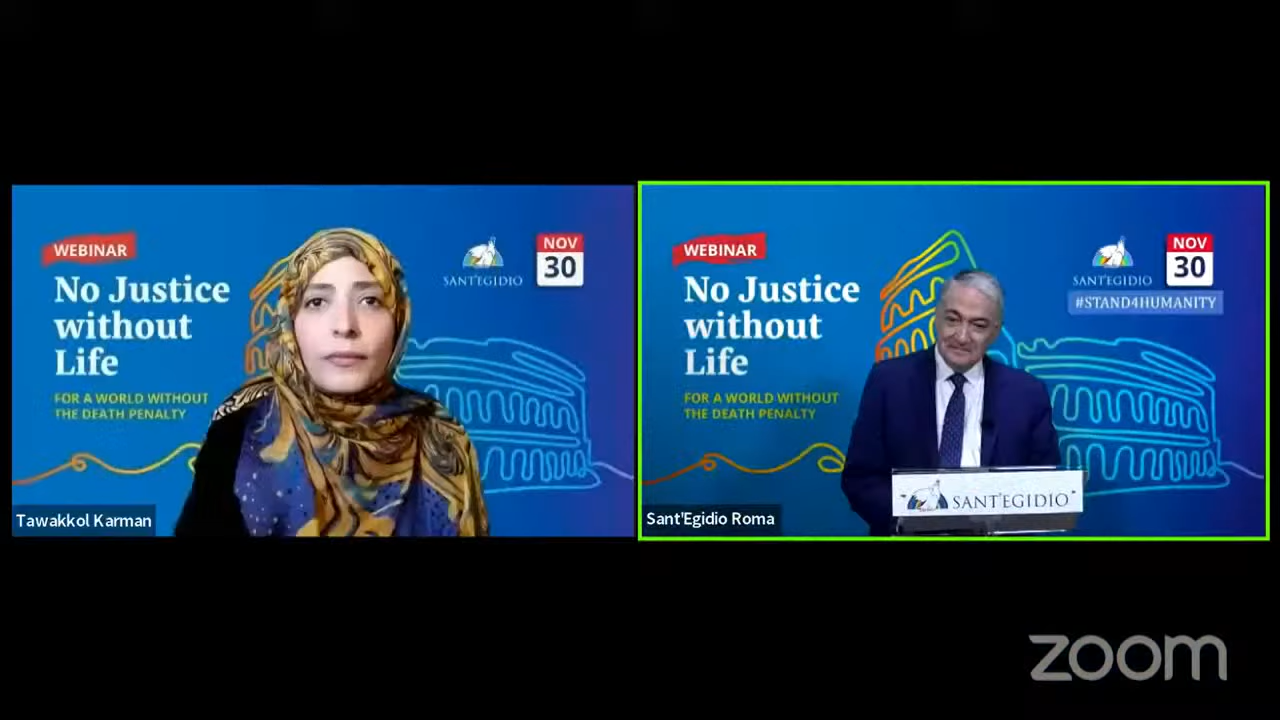 WEBINAR
No Justice
without
Life
FOR A WORLD WITHOUT
THE DEATH PENALTY
SANT'EGIDIO
NOV
30
Tawakkol Karman
WEBINAR
No Justice
without
Life
FOR A WORLD WITHOUT
THE DEATH PENALTY
SANT'EGIDIO
#STAND4HUMANITY
NOV
30
SANT'EGIDIO
Sant'Egidio Roma
zoom